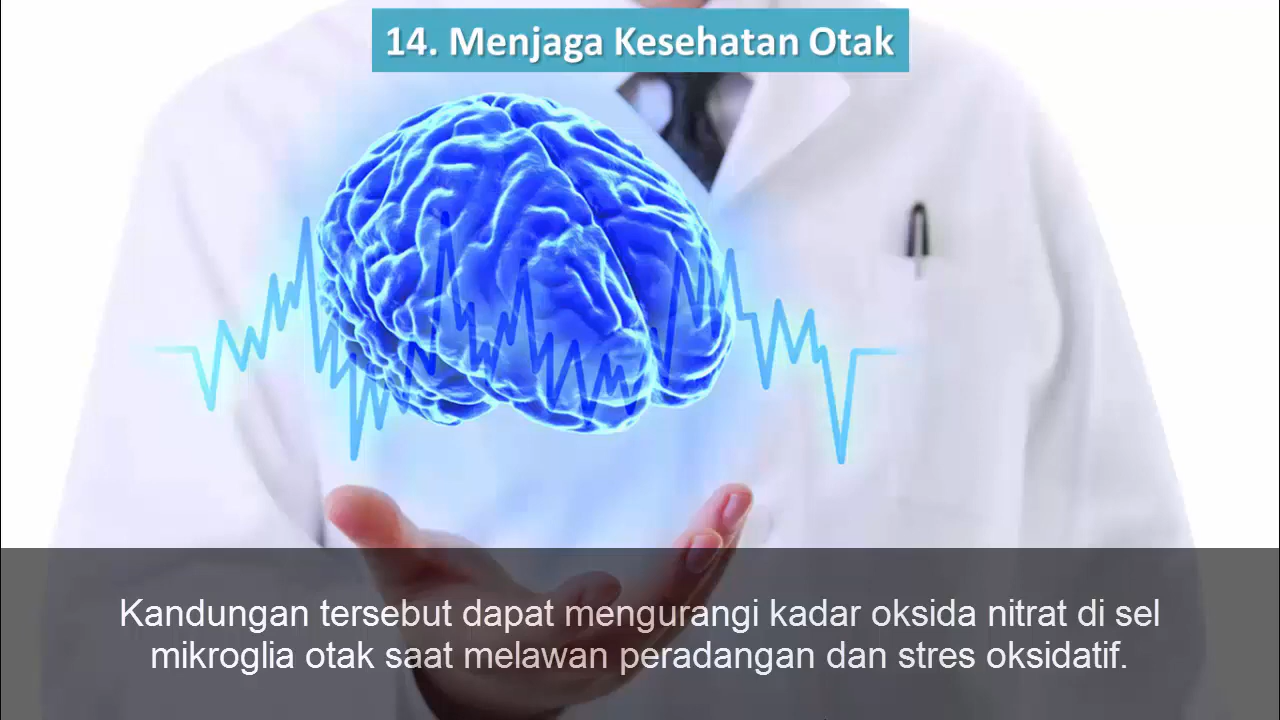 14. Menjaga Kesehatan Otak
Kandungan tersebut dapat mengurangi kadar oksida nitrat di sel
mikroglia otak saat melawan peradangan dan stres oksidatif.